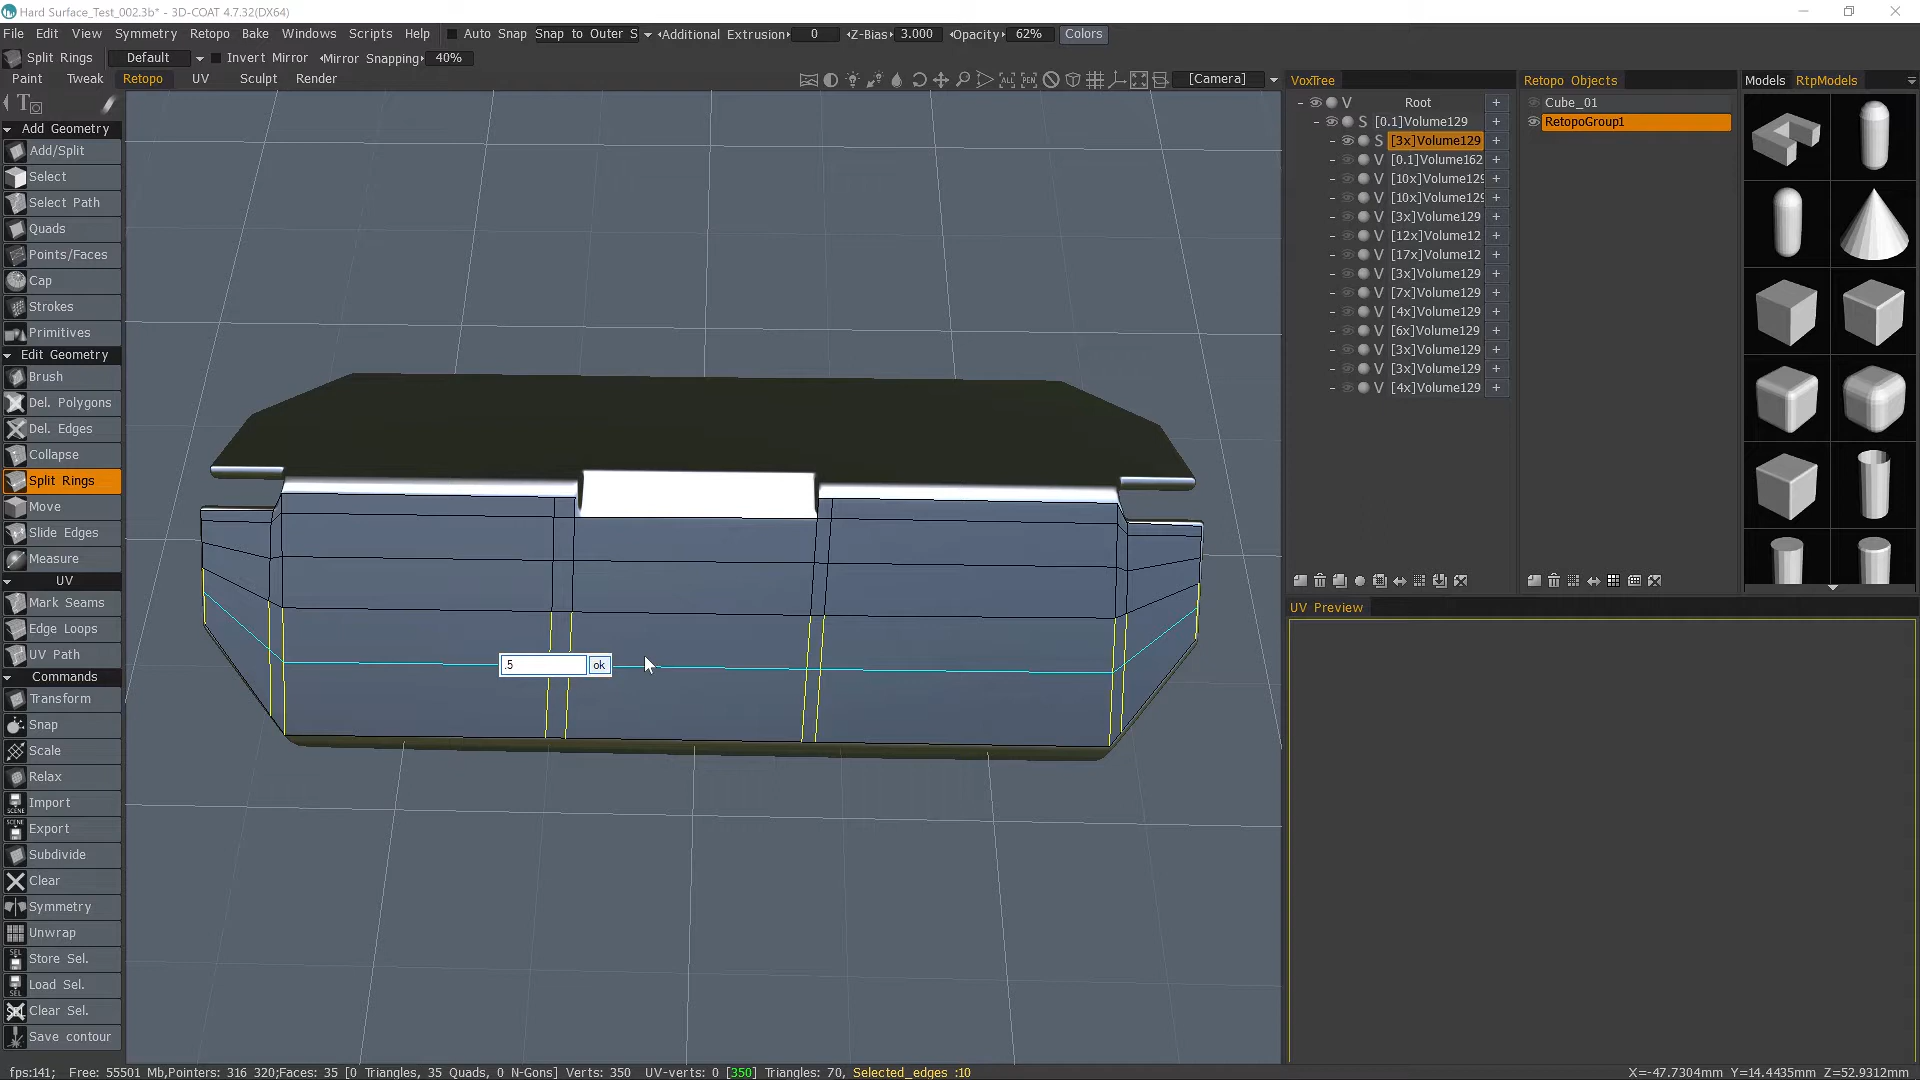 Hard Surface_Test_002.3b* - 3D-COAT 4.7.32(DX64)
File Edit View Symmetry Retopo Bake Windows Scripts Help Auto Snap Snap to Outer S Additional Extrusion 0 Z-Bias 3.000 Opacity 62% Colors
Split Rings Default Invert Mirror Mirror Snapping 40%
Paint Tweak Retopo UV Sculpt Render [Camera]
VoxTree
Retopo Objects
Models RtpModels
Add Geometry
Add/Split
Select
Select Path
Quads
Points/Faces
Cap
Strokes
Primitives
Edit Geometry
Brush
Del. Polygons
Del. Edges
Collapse
Split Rings
Move
Slide Edges
Measure
UV
Mark Seams
Edge Loops
UV Path
Commands
Transform
Snap
Scale
Relax
Import
Export
Subdivide
Clear
Symmetry
Unwrap
Store Sel.
Load Sel.
Clear Sel.
Save contour
.5 ok
V Root +
S [0.1]Volume129 +
S [3x]Volume129 +
V [0.1]Volume162 +
V [10x]Volume129 +
V [10x]Volume129 +
V [3x]Volume129 +
V [12x]Volume12 +
V [17x]Volume12 +
V [3x]Volume129 +
V [7x]Volume129 +
V [4x]Volume129 +
V [6x]Volume129 +
V [3x]Volume129 +
V [3x]Volume129 +
V [4x]Volume129 +
Cube_01
RetopoGroup1
UV Preview
fps:141; Free: 55501 Mb,Pointers: 316 320;Faces: 35 [0 Triangles, 35 Quads, 0 N-Gons] Verts: 350 UV-verts: 0 [350] Triangles: 70, Selected_edges :10
X=-47.7304mm Y=14.4435mm Z=52.9312mm